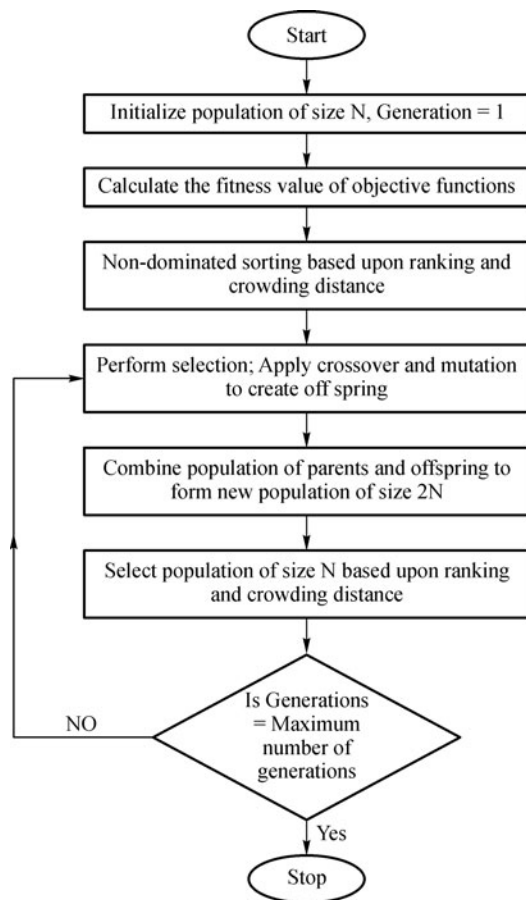 Start
Initialize population of size N, Generation = 1
Calculate the fitness value of objective functions
Non-dominated sorting based upon ranking and
crowding distance
Perform selection; Apply crossover and mutation
to create off spring
Combine population of parents and offspring to
form new population of size 2N
Select population of size N based upon ranking
and crowding distance
Is Generations
= Maximum
number of
generations
NO
Yes
Stop